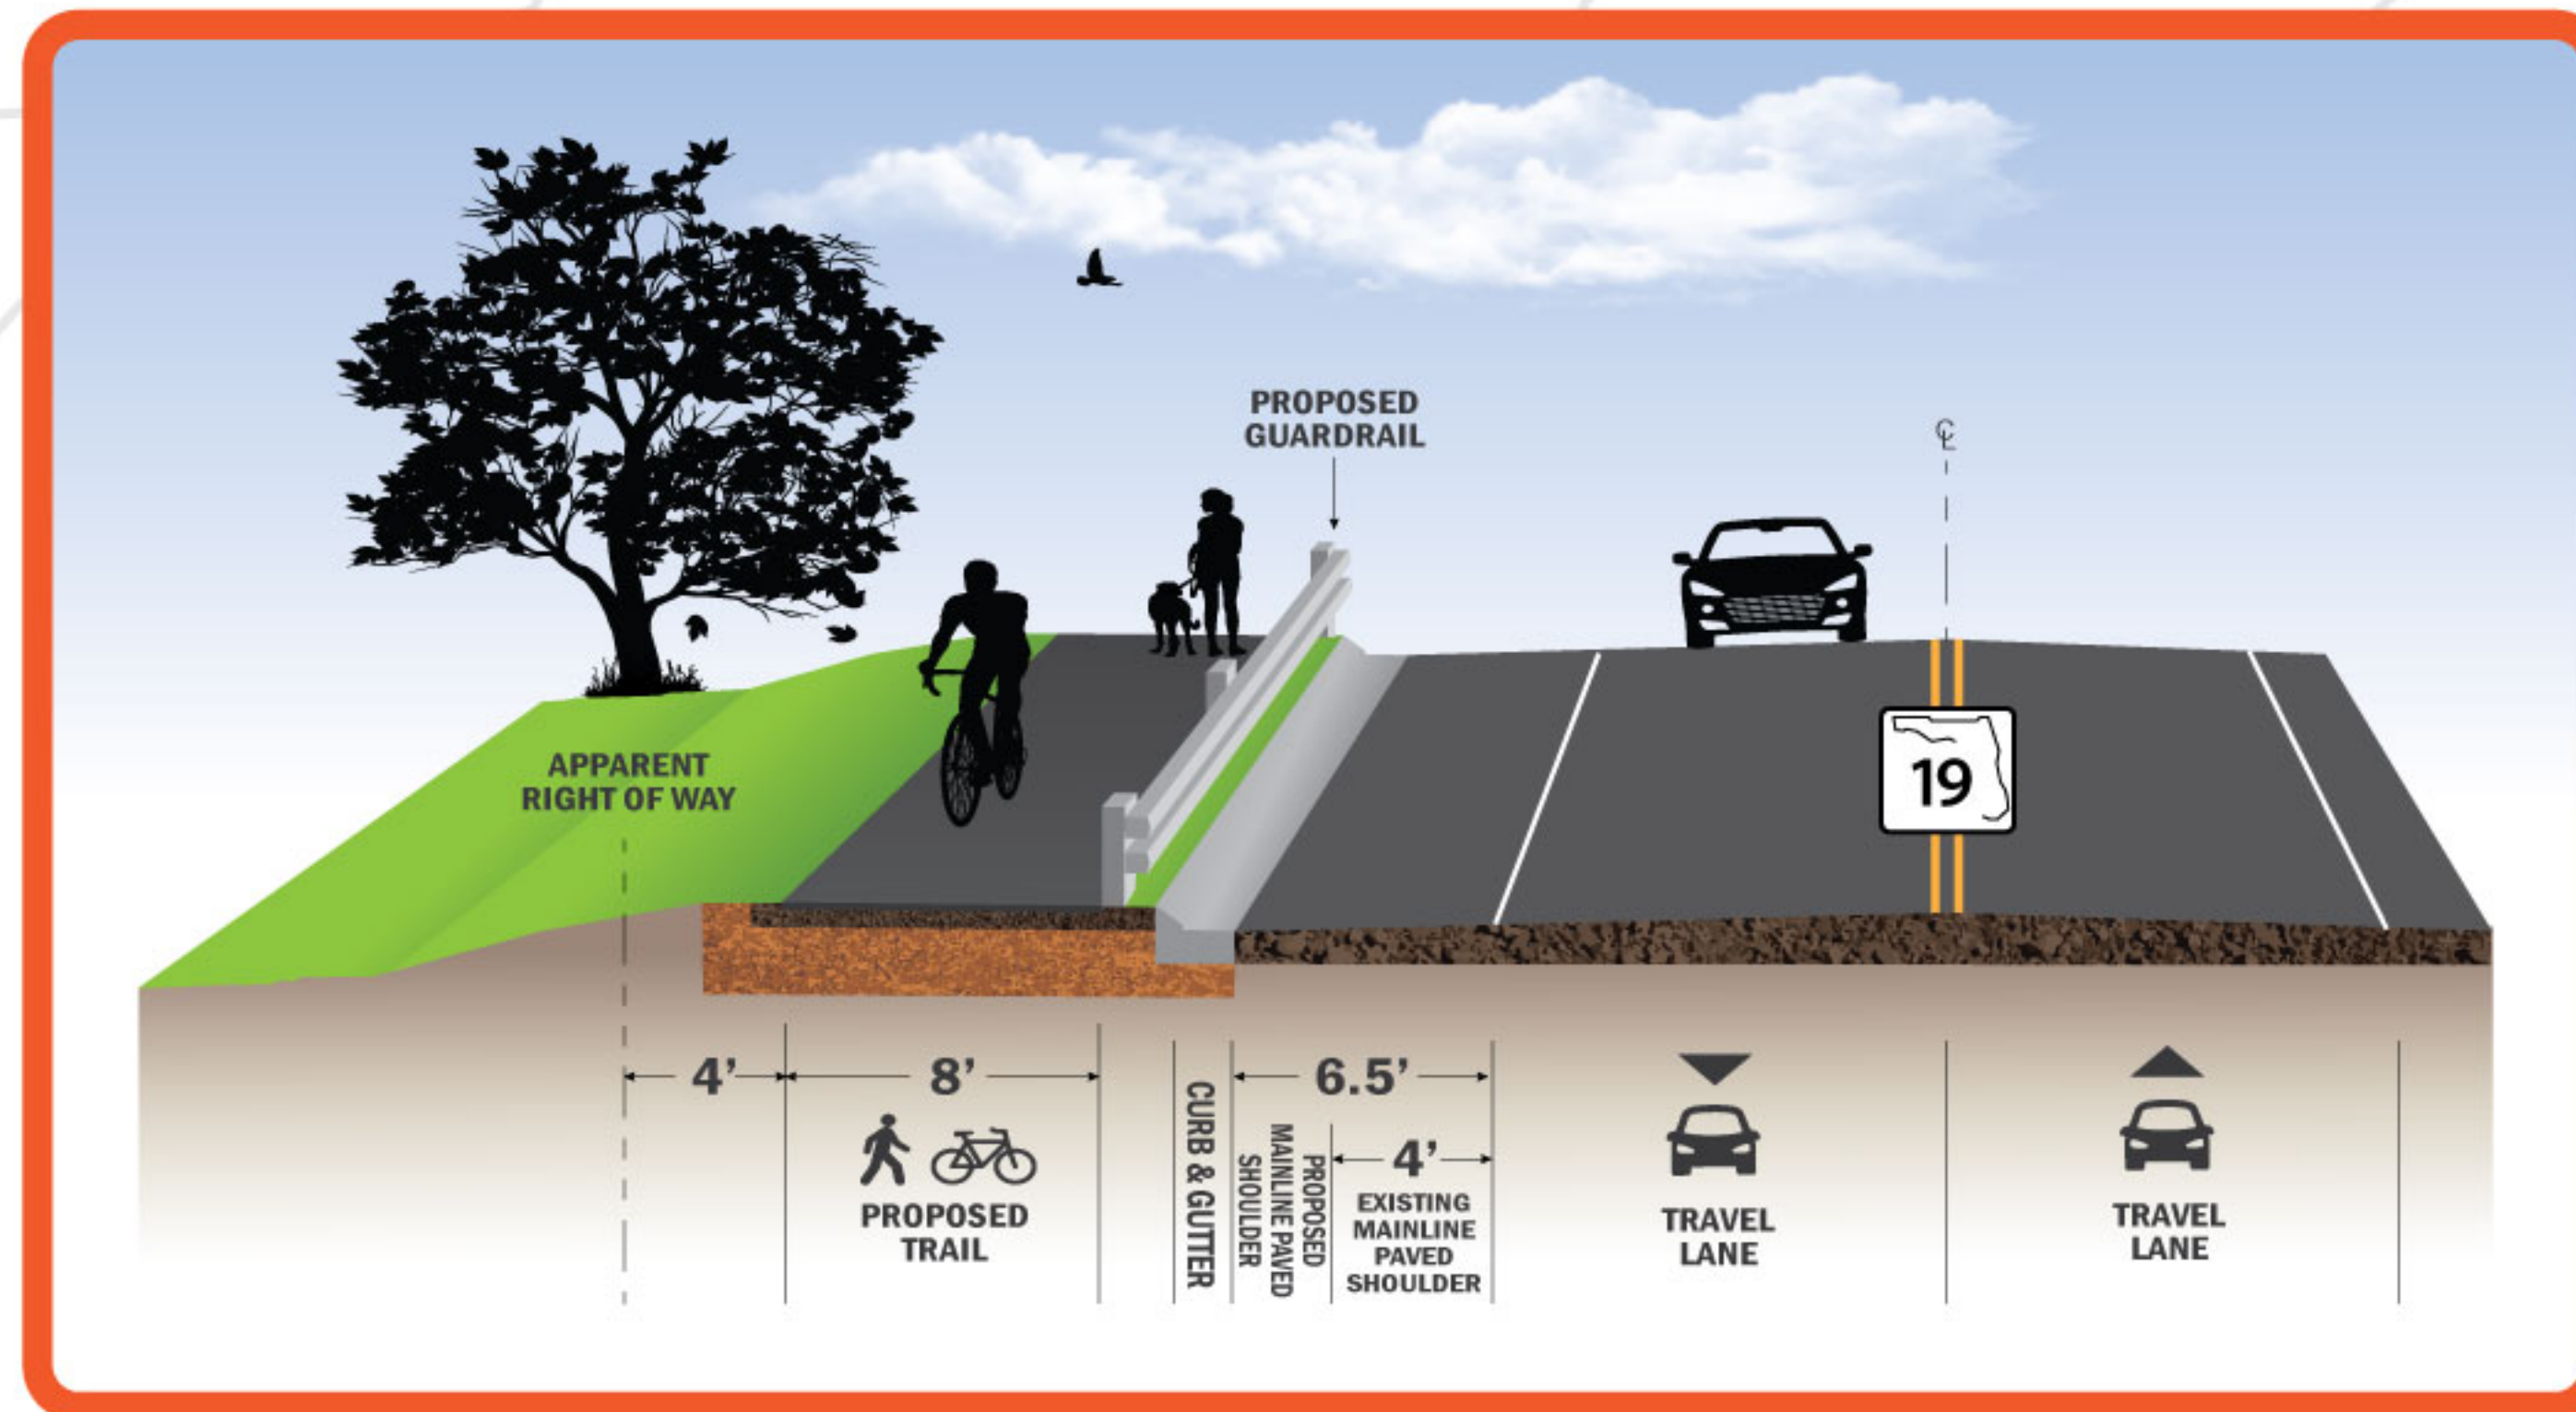 PROPOSED
GUARDRAIL
℄
APPARENT
RIGHT OF WAY
19
4’
8’
6.5’
4’
PROPOSED
TRAIL
CURB & GUTTER
PROPOSED
MAINLINE PAVED
SHOULDER
EXISTING
MAINLINE
PAVED
SHOULDER
TRAVEL
LANE
TRAVEL
LANE